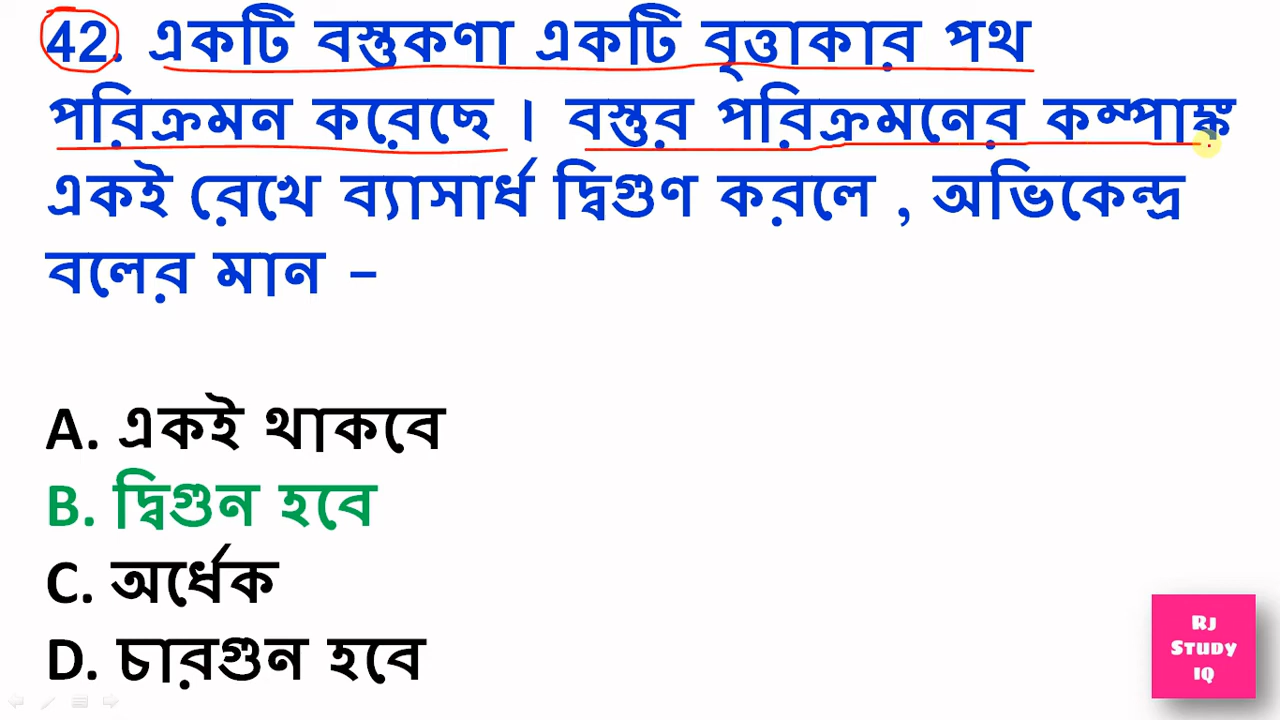 42. একটি বস্তুকণা একটি বৃত্তাকার পথ
পরিক্রমন করেছে। বস্তুর পরিক্রমনের কম্পাঙ্ক
একই রেখে ব্যাসার্ধ দ্বিগুণ করলে , অভিকেন্দ্র
বলের মান –
A. একই থাকবে
B. দ্বিগুন হবে
C. অর্ধেক
D. চারগুন হবে
RJ
STUDY
IQ